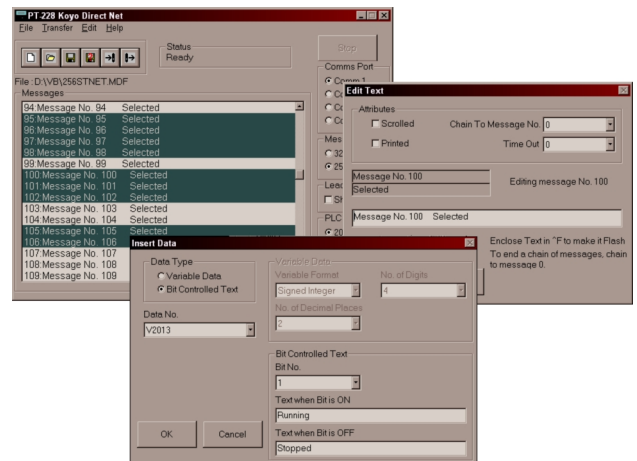 PT-228 Koyo Direct Net
File Transfer Edit Help
Status
Ready
Stop
File : D:\VB\256STNET.MDF
Comms Port
Comm 1
Messages
94:Message No. 94 Selected
95:Message No. 95 Selected
96:Message No. 96 Selected
97:Message No. 97 Selected
98:Message No. 98 Selected
99:Message No. 99 Selected
100:Message No. 100 Selected
101:Message No. 101 Selected
102:Message No. 102 Selected
103:Message No. 103 Selected
104:Message No. 104 Selected
105:Message No. 105 Selected
106:Message No. 106
107:Message No. 107
108:Message No. 108
109:Message No. 109
Mes
32
25
Lead
PLC
20
Edit Text
Attributes
Scrolled
Chain To Message No. 0
Printed
Time Out 0
Message No. 100
Selected
Editing message No. 100
Message No. 100 Selected
Enclose Text in ^F to make it Flash
To end a chain of messages, chain
to message 0.
Insert Data
Data Type
Variable Data
Bit Controlled Text
Data No.
V2013
Variable Data
Variable Format
No. of Digits
Signed Integer
4
No. of Decimal Places
2
Bit Controlled Text
Bit No.
1
Text when Bit is ON
Running
Text when Bit is OFF
Stopped
OK
Cancel